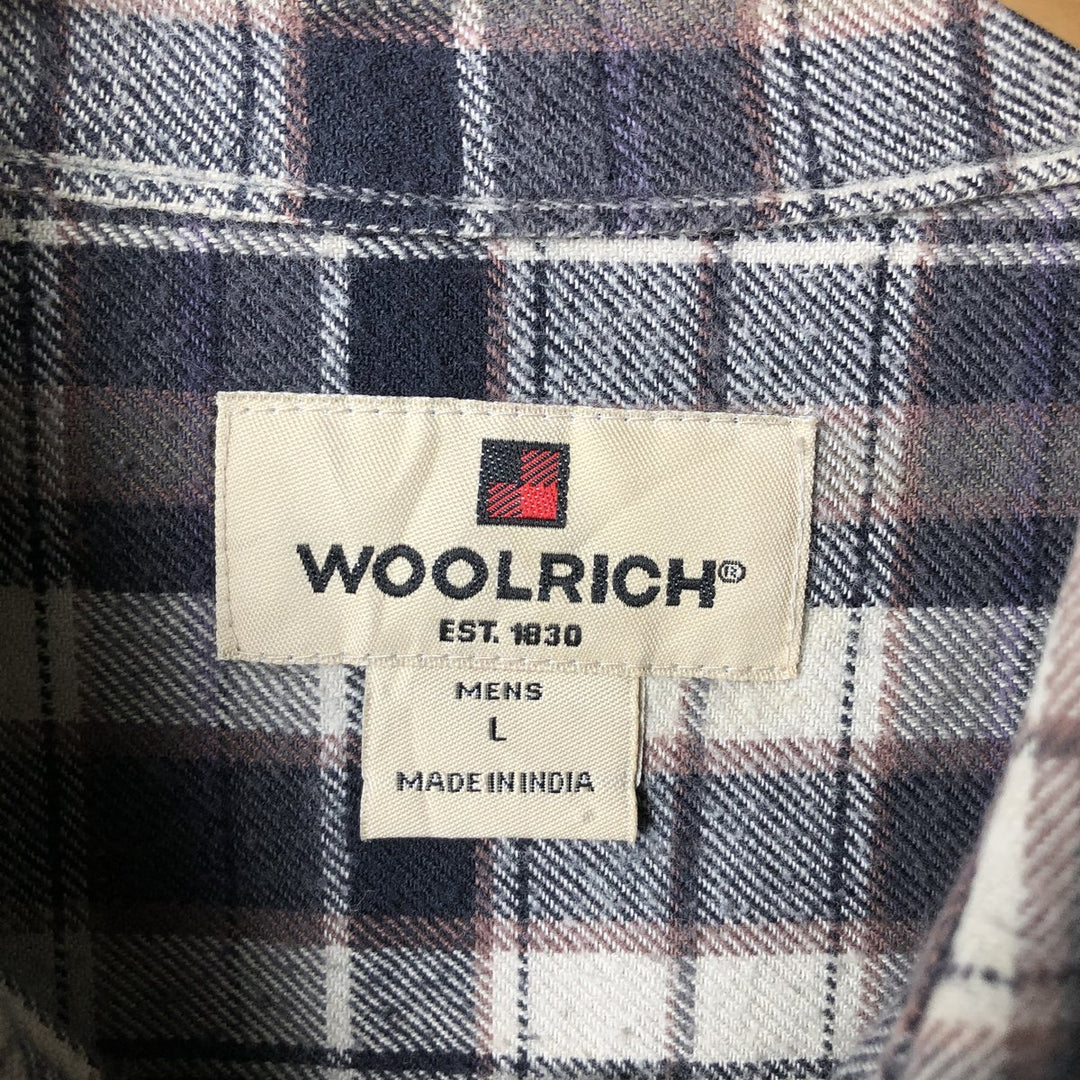 WOOLRICH®
EST. 1830
MENS
L
MADE IN INDIA